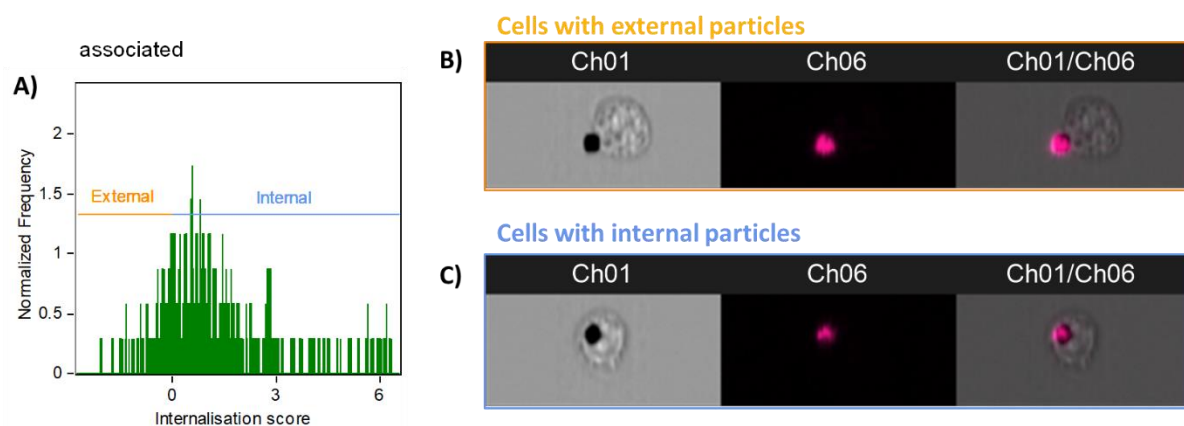 associated
A)
Normalized Frequency
2
1.5
1
0.5
0
External
Internal
0
3
6
Internalisation score
Cells with external particles
B)
Ch01
Ch06
Ch01/Ch06
Cells with internal particles
C)
Ch01
Ch06
Ch01/Ch06